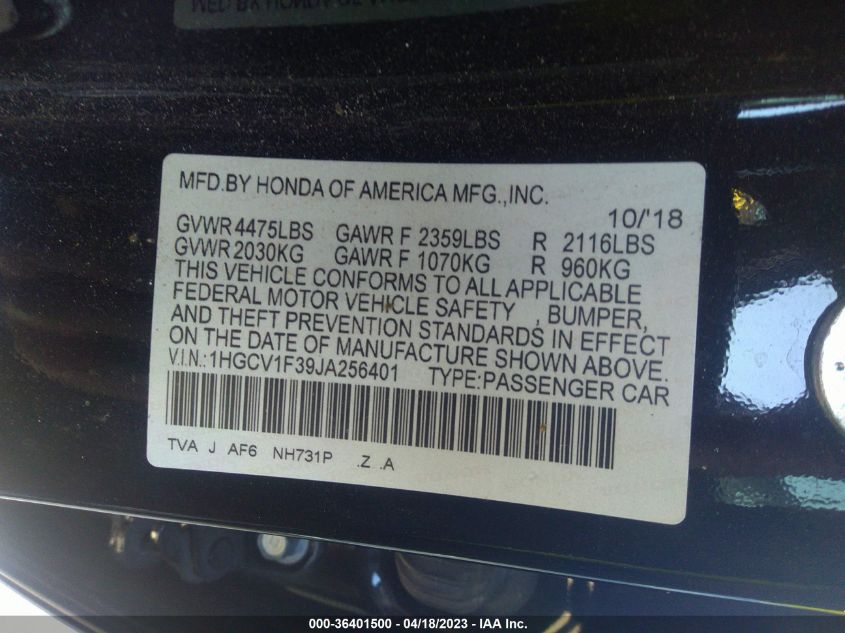 MFD.BY HONDA OF AMERICA MFG.,INC.
10/'18
GVWR 4475LBS GAWR F 2359LBS R 2116LBS
GVWR 2030KG GAWR F 1070KG R 960KG
THIS VEHICLE CONFORMS TO ALL APPLICABLE
FEDERAL MOTOR VEHICLE SAFETY , BUMPER,
AND THEFT PREVENTION STANDARDS IN EFFECT
ON THE DATE OF MANUFACTURE SHOWN ABOVE.
V.I.N.: 1HGCV1F39JA256401 TYPE:PASSENGER CAR
TVA J AF6 NH731P .Z .A
000-36401500 - 04/18/2023 - IAA Inc.